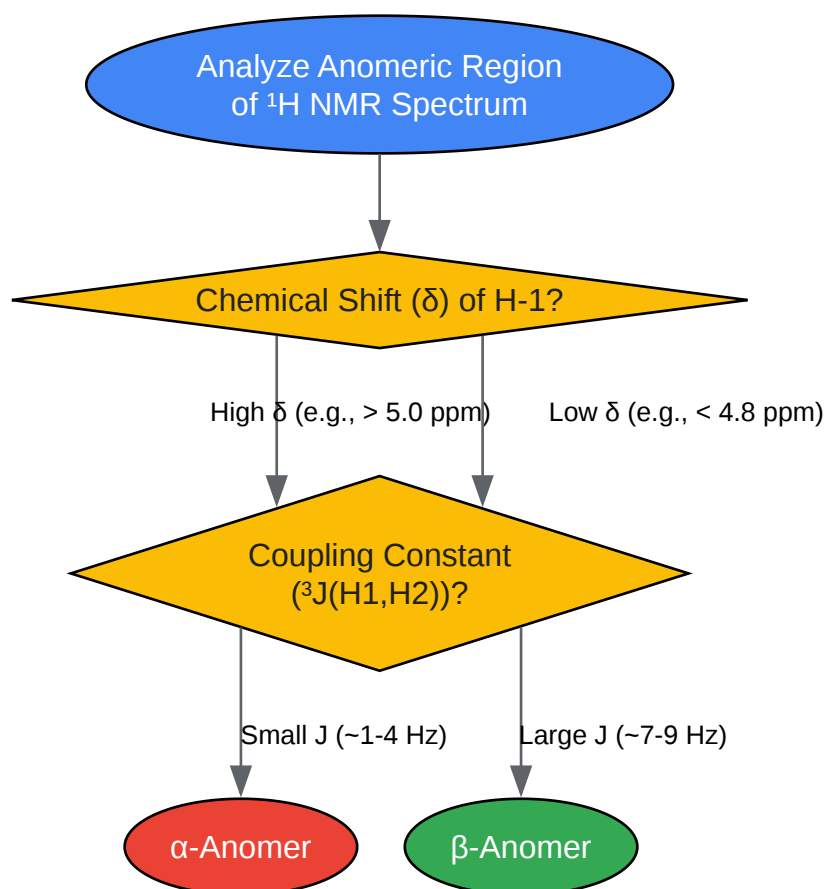 Analyze Anomeric Region
of ¹H NMR Spectrum
Chemical Shift (δ) of H-1?
High δ (e.g., > 5.0 ppm)
Low δ (e.g., < 4.8 ppm)
Coupling Constant
(³J(H1,H2))?
Small J (~1-4 Hz)
Large J (~7-9 Hz)
α-Anomer
β-Anomer